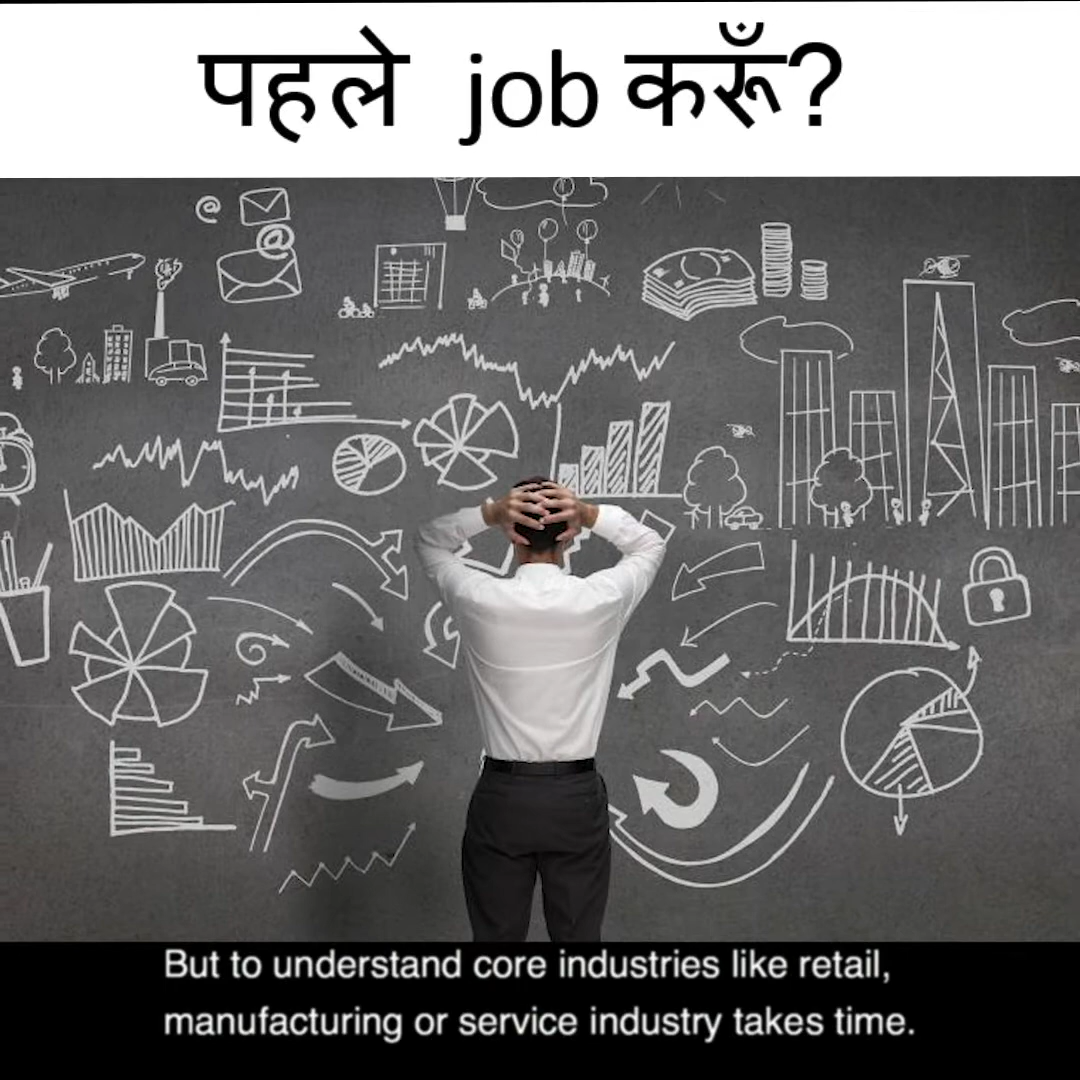 पहले job करूँ?
But to understand core industries like retail,
manufacturing or service industry takes time.